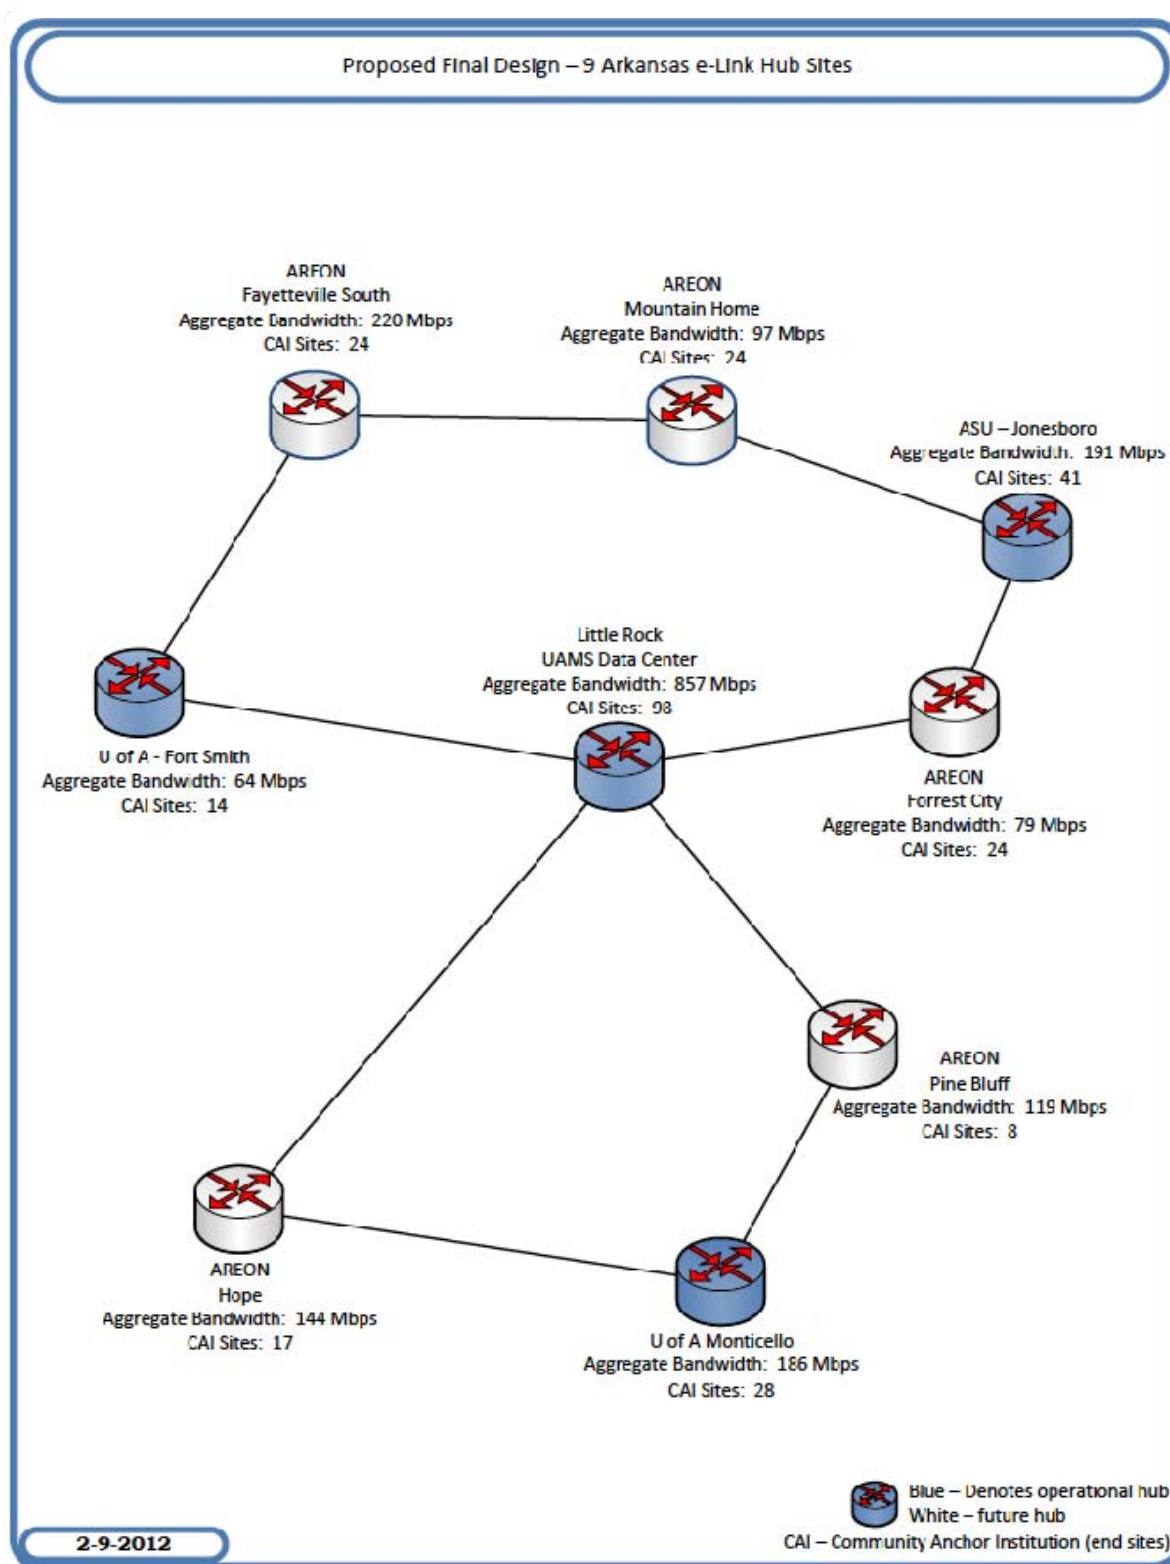 Proposed Final Design – 9 Arkansas e-Link Hub Sites
AREON
Fayetteville South
Aggregate Bandwidth: 220 Mbps
CAI Sites: 24
AREON
Mountain Home
Aggregate Bandwidth: 97 Mbps
CAI Sites: 24
ASU – Jonesboro
Aggregate Bandwidth: 191 Mbps
CAI Sites: 41
Little Rock
UAMS Data Center
Aggregate Bandwidth: 857 Mbps
CAI Sites: 98
U of A - Fort Smith
Aggregate Bandwidth: 64 Mbps
CAI Sites: 14
AREON
Forrest City
Aggregate Bandwidth: 79 Mbps
CAI Sites: 24
AREON
Pine Bluff
Aggregate Bandwidth: 119 Mbps
CAI Sites: 8
AREON
Hope
Aggregate Bandwidth: 144 Mbps
CAI Sites: 17
U of A Monticello
Aggregate Bandwidth: 186 Mbps
CAI Sites: 28
Blue – Denotes operational hub
White – future hub
CAI – Community Anchor Institution (end sites)
2-9-2012